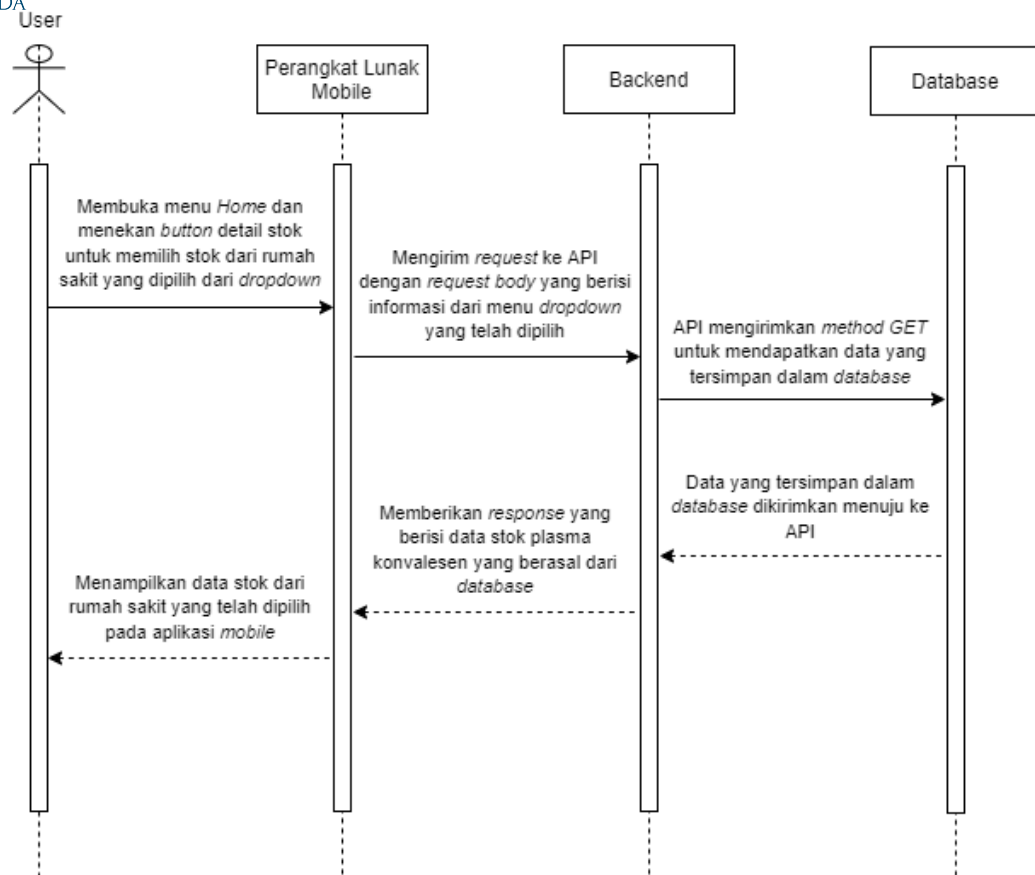 DA
User
Perangkat Lunak
Mobile
Backend
Database
Membuka menu Home dan
menekan button detail stok
untuk memilih stok dari rumah
sakit yang dipilih dari dropdown
Mengirim request ke API
dengan request body yang berisi
informasi dari menu dropdown
yang telah dipilih
API mengirimkan method GET
untuk mendapatkan data yang
tersimpan dalam database
Data yang tersimpan dalam
database dikirimkan menuju ke
API
Memberikan response yang
berisi data stok plasma
konvalesen yang berasal dari
database
Menampilkan data stok dari
rumah sakit yang telah dipilih
pada aplikasi mobile